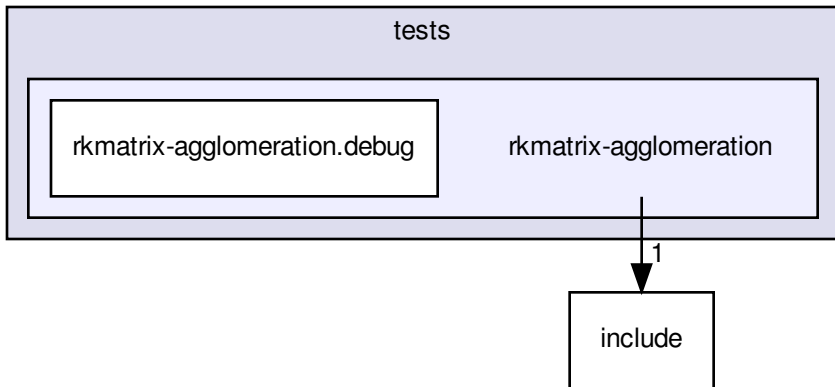 tests
rkmatrix-agglomeration.debug
rkmatrix-agglomeration
1
include